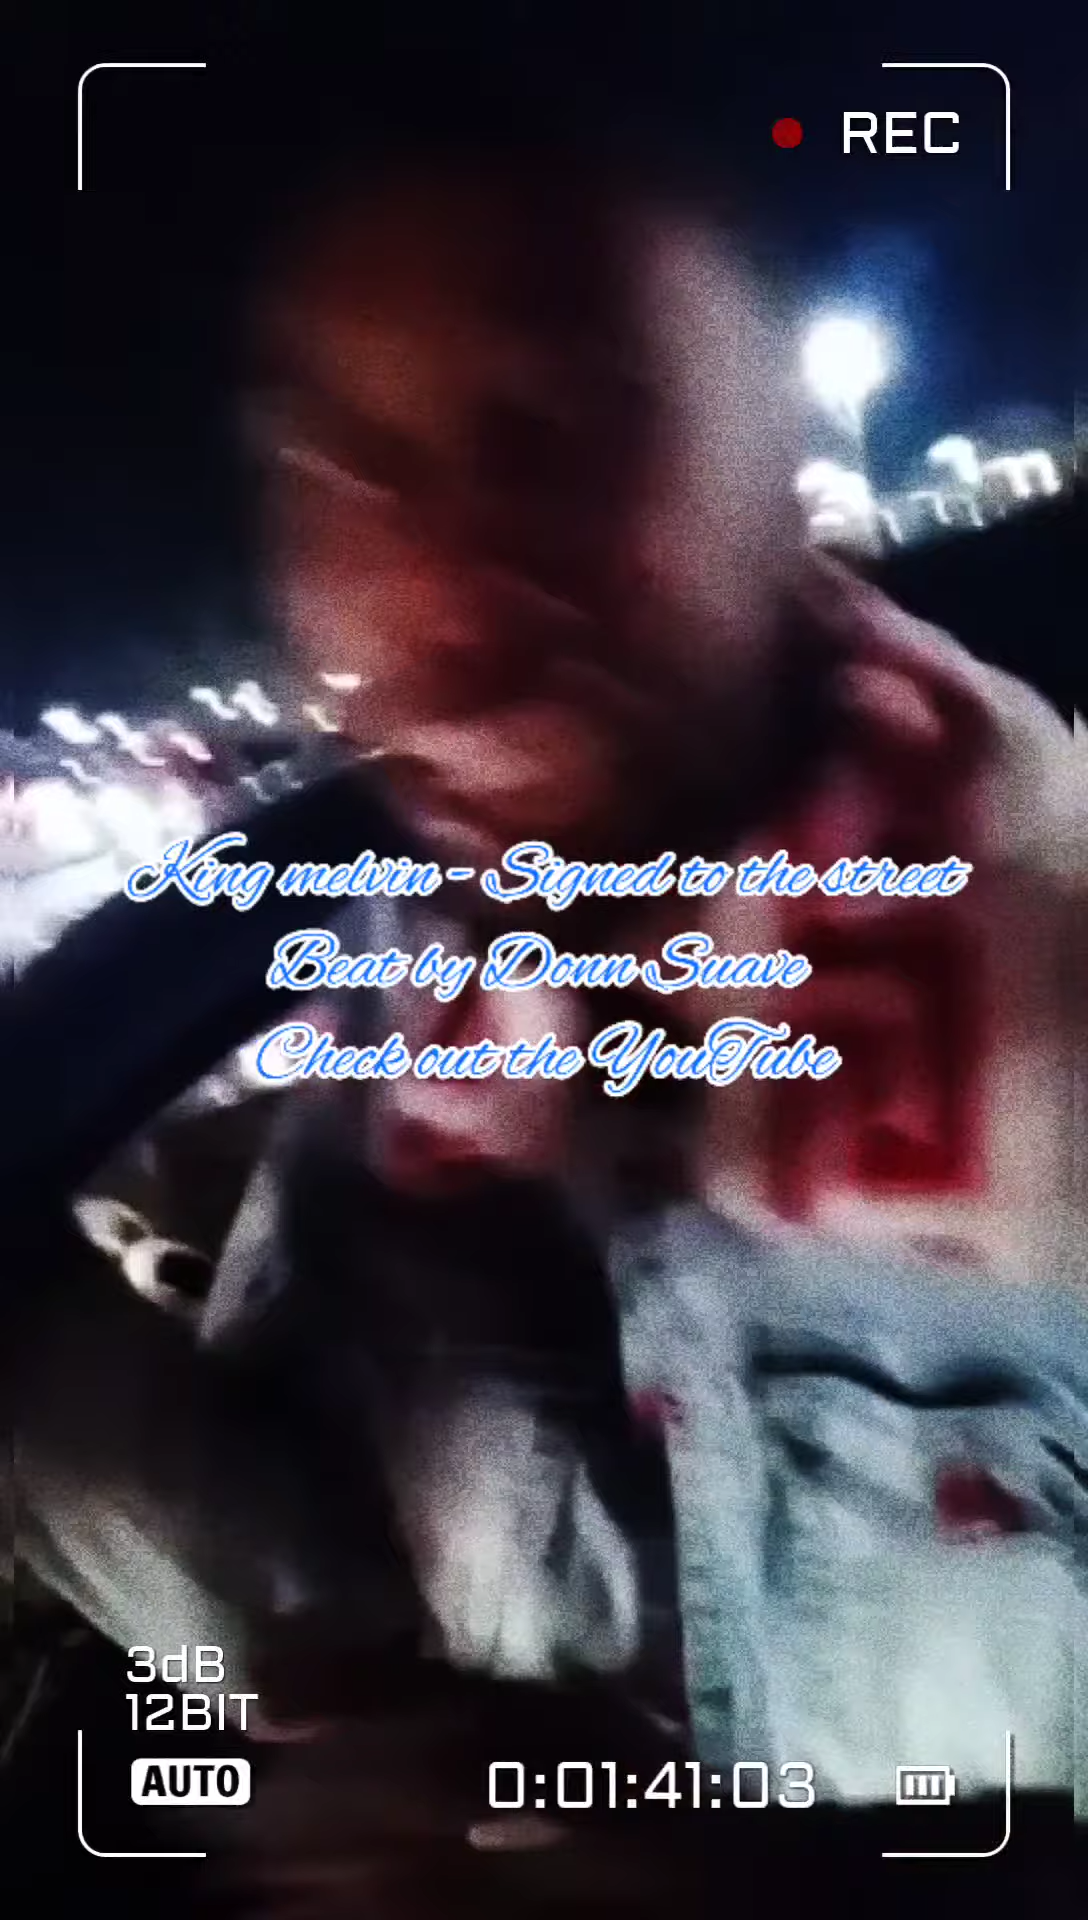 REC
King melvin - Signed to the street
Beat by Donn Suave
Check out the YouTube
3dB
12BIT
AUTO
0:01:41:03